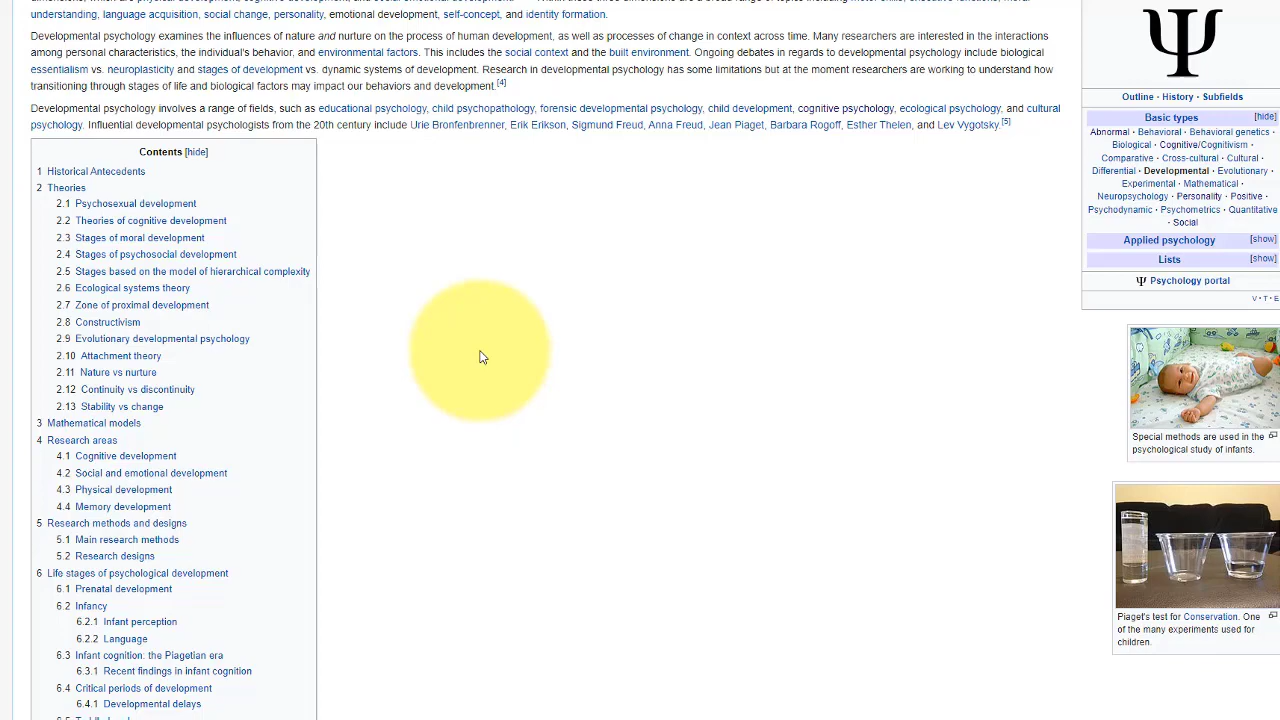 understanding, language acquisition, social change, personality, emotional development, self-concept, and identity formation.
Developmental psychology examines the influences of nature and nurture on the process of human development, as well as processes of change in context across time. Many researchers are interested in the interactions
among personal characteristics, the individual's behavior, and environmental factors. This includes the social context and the built environment. Ongoing debates in regards to developmental psychology include biological
essentialism vs. neuroplasticity and stages of development vs. dynamic systems of development. Research in developmental psychology has some limitations but at the moment researchers are working to understand how
transitioning through stages of life and biological factors may impact our behaviors and development.[4]
Developmental psychology involves a range of fields, such as educational psychology, child psychopathology, forensic developmental psychology, child development, cognitive psychology, ecological psychology, and cultural
psychology. Influential developmental psychologists from the 20th century include Urie Bronfenbrenner, Erik Erikson, Sigmund Freud, Anna Freud, Jean Piaget, Barbara Rogoff, Esther Thelen, and Lev Vygotsky.[5]
Contents [hide]
1 Historical Antecedents
2 Theories
2.1 Psychosexual development
2.2 Theories of cognitive development
2.3 Stages of moral development
2.4 Stages of psychosocial development
2.5 Stages based on the model of hierarchical complexity
2.6 Ecological systems theory
2.7 Zone of proximal development
2.8 Constructivism
2.9 Evolutionary developmental psychology
2.10 Attachment theory
2.11 Nature vs nurture
2.12 Continuity vs discontinuity
2.13 Stability vs change
3 Mathematical models
4 Research areas
4.1 Cognitive development
4.2 Social and emotional development
4.3 Physical development
4.4 Memory development
5 Research methods and designs
5.1 Main research methods
5.2 Research designs
6 Life stages of psychological development
6.1 Prenatal development
6.2 Infancy
6.2.1 Infant perception
6.2.2 Language
6.3 Infant cognition: the Piagetian era
6.3.1 Recent findings in infant cognition
6.4 Critical periods of development
6.4.1 Developmental delays
Ψ
Outline · History · Subfields
Basic types [hide]
Abnormal · Behavioral · Behavioral genetics ·
Biological · Cognitive/Cognitivism ·
Comparative · Cross-cultural · Cultural ·
Differential · Developmental · Evolutionary ·
Experimental · Mathematical ·
Neuropsychology · Personality · Positive ·
Psychodynamic · Psychometrics · Quantitative
· Social
Applied psychology [show]
Lists [show]
Ψ Psychology portal
V · T · E
Special methods are used in the
psychological study of infants.
Piaget's test for Conservation. One
of the many experiments used for
children.